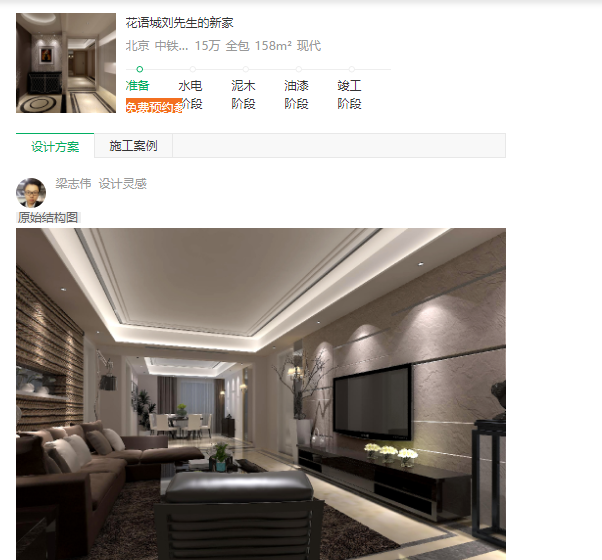 花语城刘先生的新家
北京 中铁... 15万 全包 158m² 现代
准备 水电 泥木 油漆 竣工
阶段 阶段 阶段 阶段
免费预约参
设计方案 施工案例
梁志伟 设计灵感
原始结构图